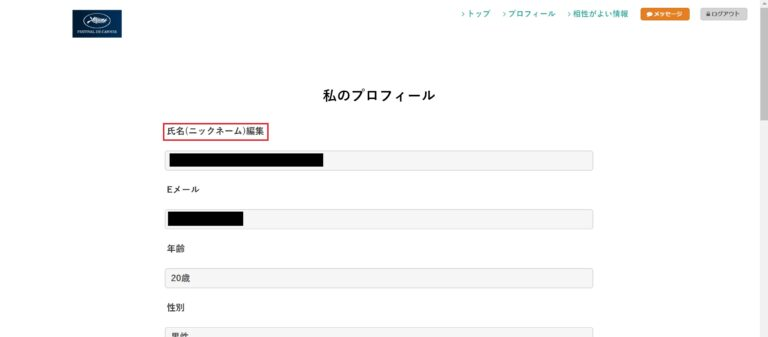 トップ
プロフィール
相性がよい情報
メッセージ
ログアウト
FESTIVAL DE CANNES
私のプロフィール
氏名(ニックネーム)編集
Eメール
年齢
20歳
性別
男性